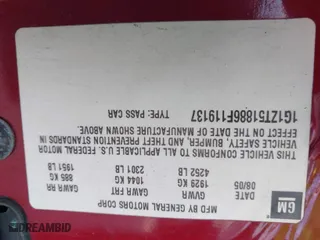 GM
MFD BY GENERAL MOTORS CORP
DATE GVWR GAWR FRT GAWR RR
08/05 1929 KG 1044 KG 885 KG
4252 LB 2301 LB 1951 LB
THIS VEHICLE CONFORMS TO ALL APPLICABLE U.S. FEDERAL MOTOR
VEHICLE SAFETY, BUMPER, AND THEFT PREVENTION STANDARDS IN
EFFECT ON THE DATE OF MANUFACTURE SHOWN ABOVE.
1G1ZT51886F119137 TYPE: PASS CAR